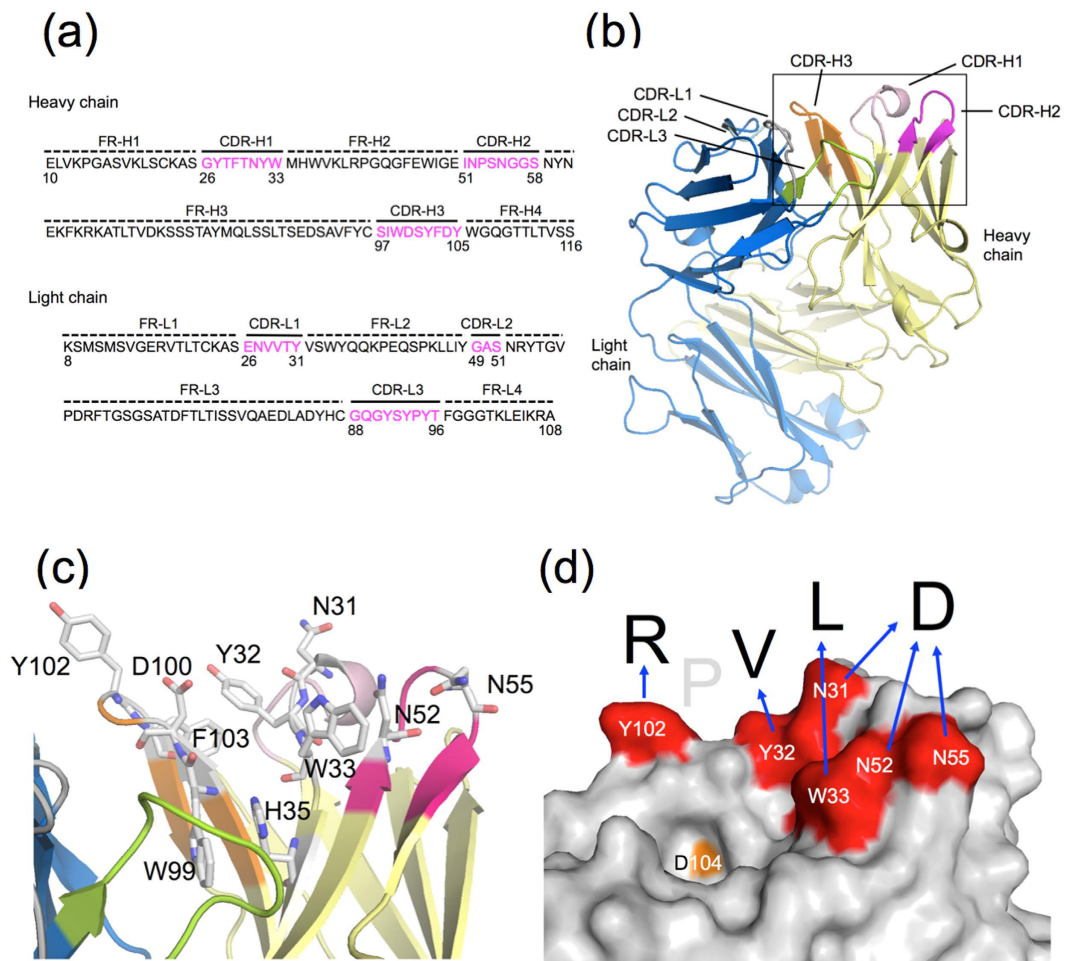 (a)
Heavy chain
FR-H1 CDR-H1 FR-H2 CDR-H2
ELVKPGASVKLSCKAS GYTFTNYW MHWVKLRPGQGFEWIGE INPSNGGS NYN
10 26 33 51 58
FR-H3 CDR-H3 FR-H4
EKFKRKATLTVDKSSSTAYMQLSSLTSEDSAVFYC SIWDSYFDY WGQGTTLTVSS
97 105 116
Light chain
FR-L1 CDR-L1 FR-L2 CDR-L2
KSMSMSVGERVTLTCKAS ENVVTY VSWYQQKPEQSPKLLIY GAS NRYTGV
8 26 31 49 51
FR-L3 CDR-L3 FR-L4
PDRFTGSGSATDFTLTISSVQAEDLADYHC GQGYSYPYT FGGGTKLEIKRA
88 96 108
(b)
CDR-H3
CDR-H1
CDR-L1
CDR-L2
CDR-L3
CDR-H2
Heavy
chain
Light
chain
(c)
N31
Y102
D100
Y32
N55
N52
F103
W33
H35
W99
(d)
R
P
V
L
D
Y102
Y32
N31
N52
N55
W33
D104